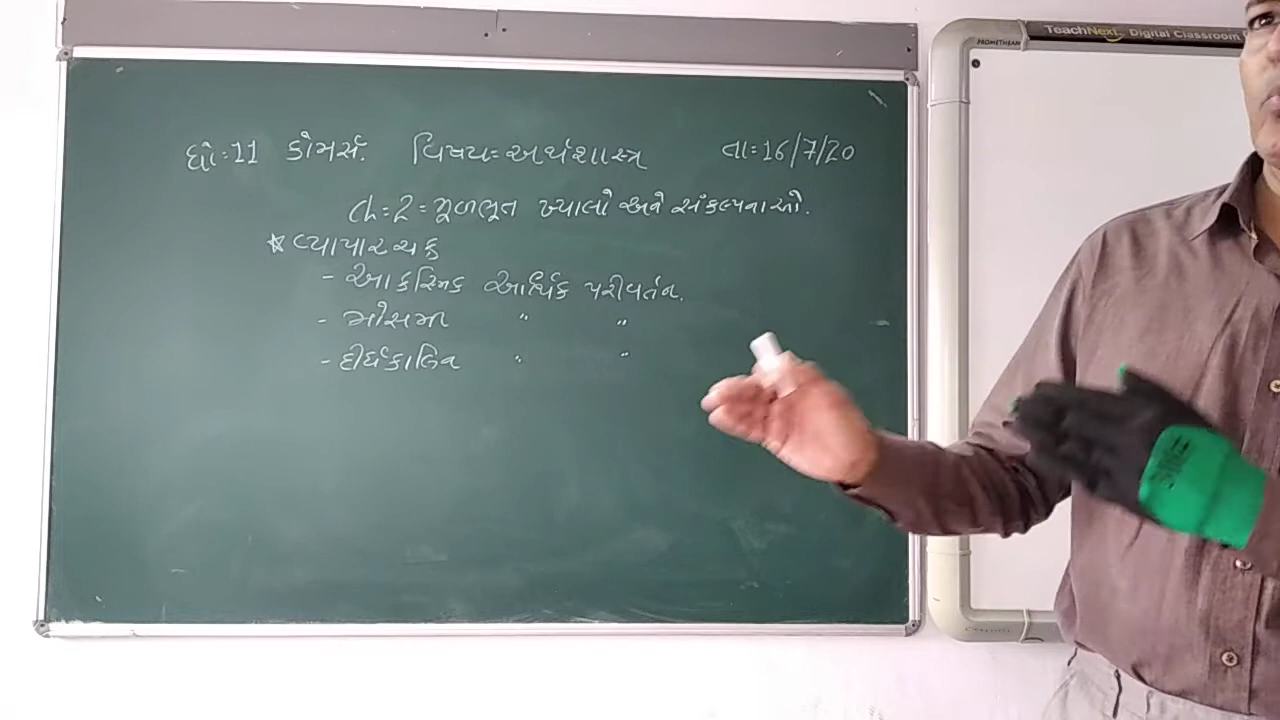 ધો:11 કોમર્સ. વિષય:અર્થશાસ્ત્ર તા:16/7/20
Ch:2=મૂળભૂત ખ્યાલો અને સંકલ્પનાઓ.
* વ્યાપારચક્ર
- આકસ્મિક આર્થિક પરીવર્તન.
- મોસમી " "
- દીર્ઘકાલિન " "
TeachNext Digital Classroom
PROMETHEAN